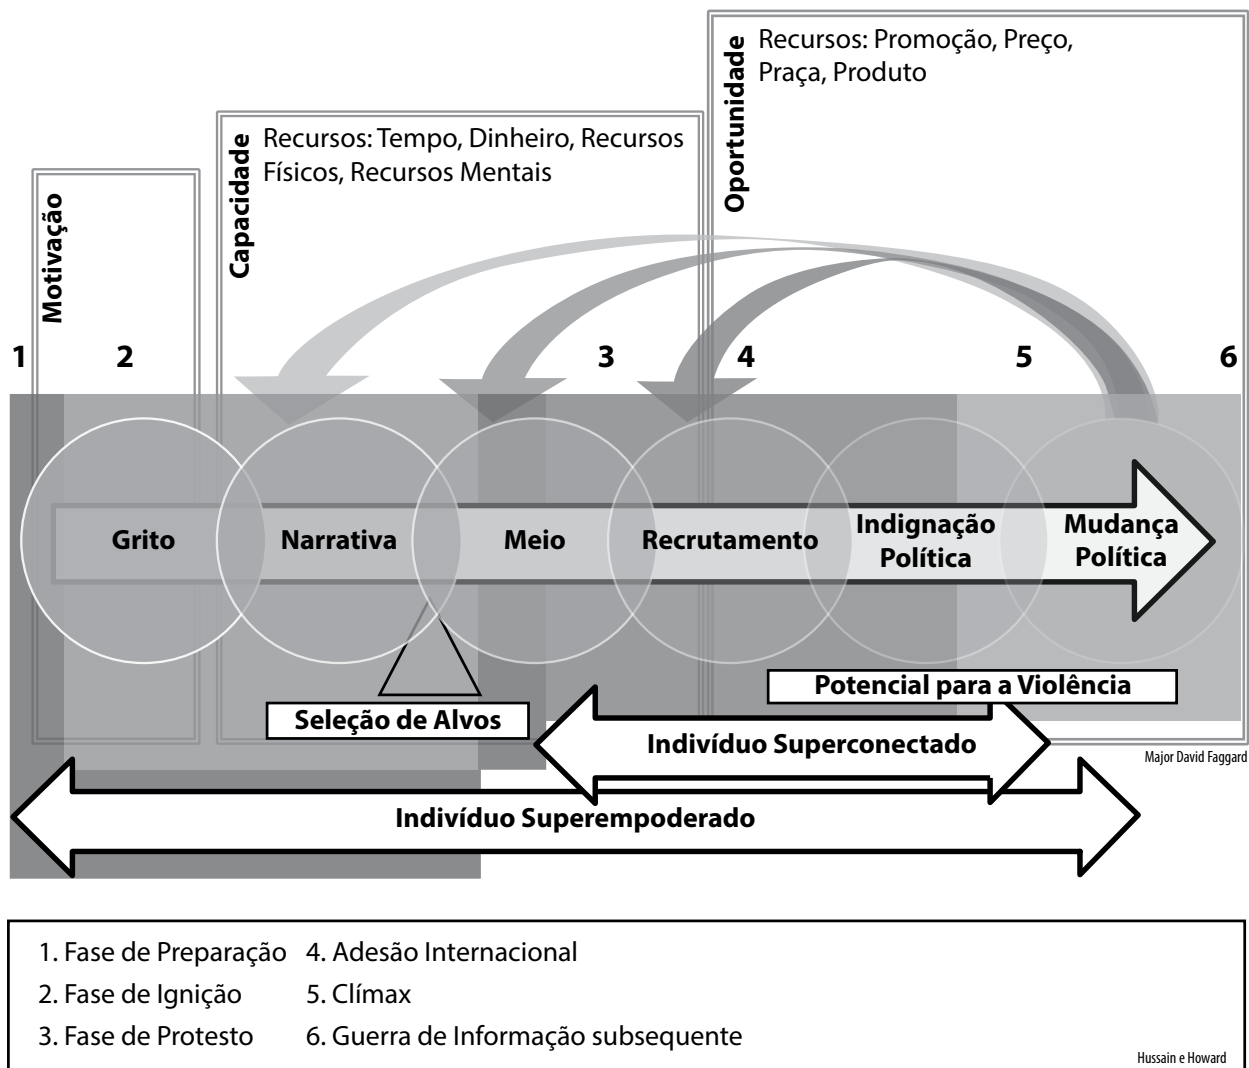 Oportunidade
Recursos: Promoção, Preço,
Praça, Produto
Capacidade
Recursos: Tempo, Dinheiro, Recursos
Físicos, Recursos Mentais
Motivação
1 2 3 4 5 6
Grito
Narrativa
Meio
Recrutamento
Indignação
Política
Mudança
Política
Potencial para a Violência
Seleção de Alvos
Indivíduo Superconectado
Major David Faggard
Indivíduo Superempoderado
1. Fase de Preparação
2. Fase de Ignição
3. Fase de Protesto
4. Adesão Internacional
5. Clímax
6. Guerra de Informação subsequente
Hussain e Howard